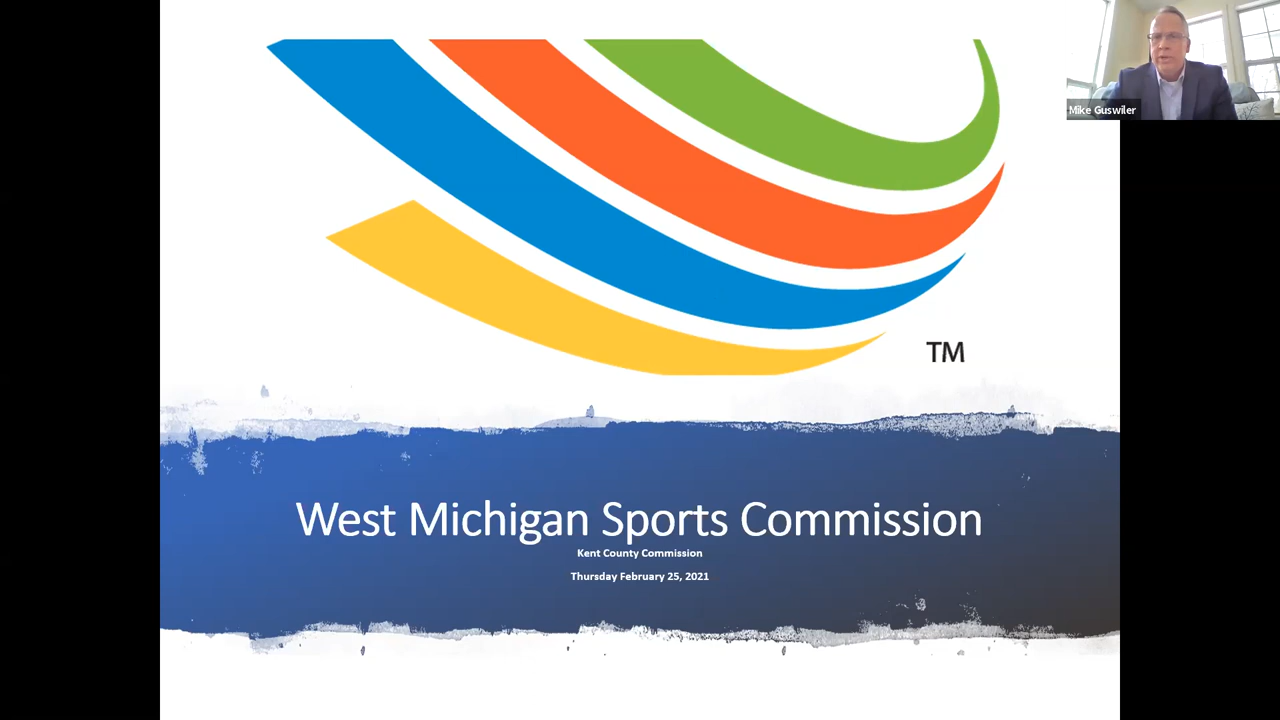 Mike Guswiler
TM
West Michigan Sports Commission
Kent County Commission
Thursday February 25, 2021